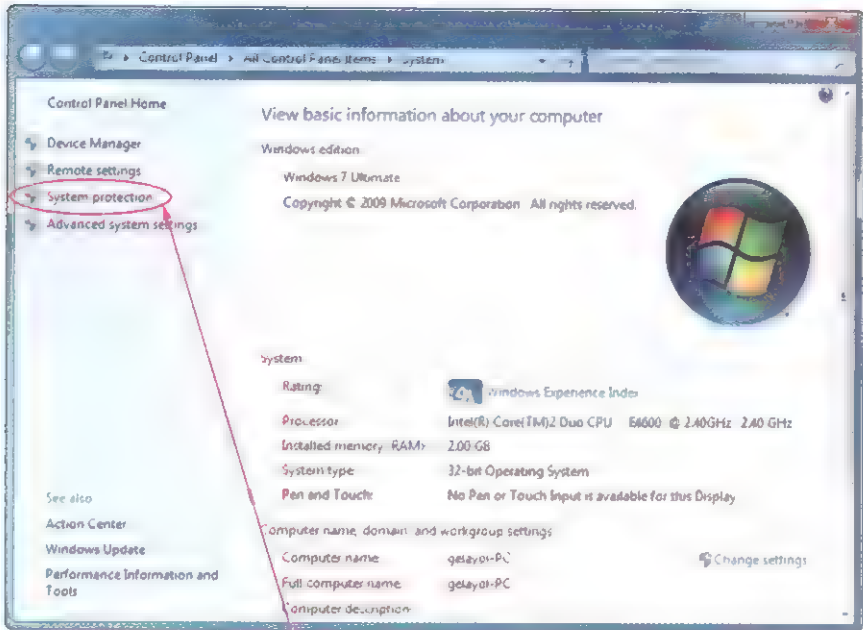 Control Panel ▸ All Control Panel Items ▸ System
Control Panel Home
Device Manager
Remote settings
System protection
Advanced system settings
See also
Action Center
Windows Update
Performance Information and
Tools
View basic information about your computer
Windows edition
Windows 7 Ultimate
Copyright © 2009 Microsoft Corporation  All rights reserved.
System
Rating:
Windows Experience Index
Processor
Intel(R) Core(TM)2 Duo CPU  E4600 @ 2.40GHz 2.40 GHz
Installed memory (RAM)
2.00 GB
System type
32-bit Operating System
Pen and Touch:
No Pen or Touch Input is available for this Display
Computer name, domain, and workgroup settings
Computer name
Change settings
Full computer name
Computer description